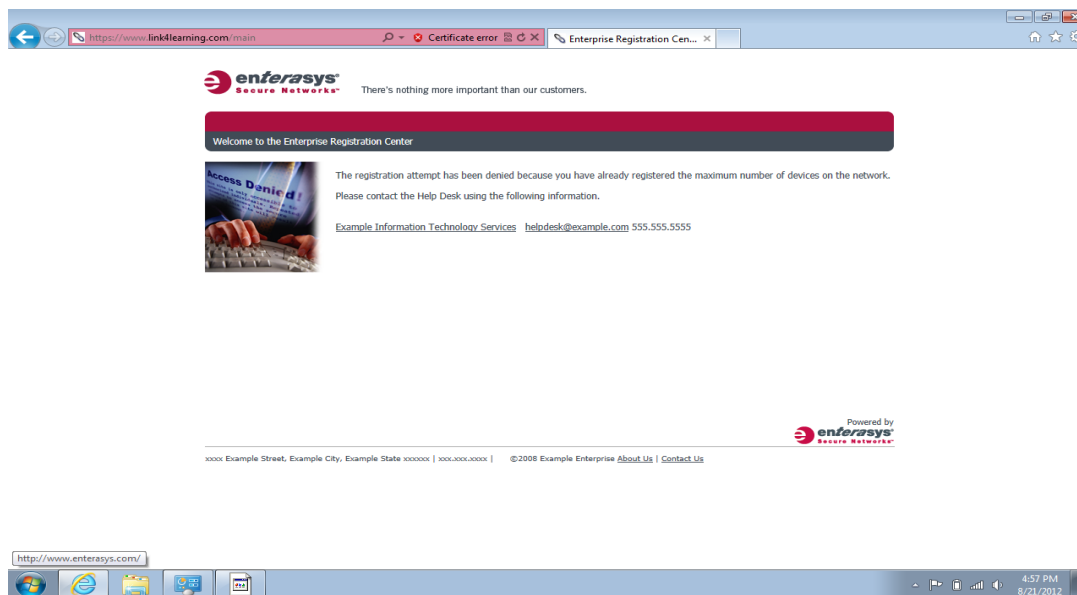 https://www.link4learning.com/main
Certificate error
Enterprise Registration Cen...
enterasys
Secure Networks™
There's nothing more important than our customers.
Welcome to the Enterprise Registration Center
Access Denied!
The registration attempt has been denied because you have already registered the maximum number of devices on the network.
Please contact the Help Desk using the following information.
Example Information Technology Services helpdesk@example.com 555.555.5555
Powered by
enterasys
Secure Networks™
xxxx Example Street, Example City, Example State xxxxxx | xxx.xxx.xxxx | ©2008 Example Enterprise About Us | Contact Us
http://www.enterasys.com/
4:57 PM
8/21/2012